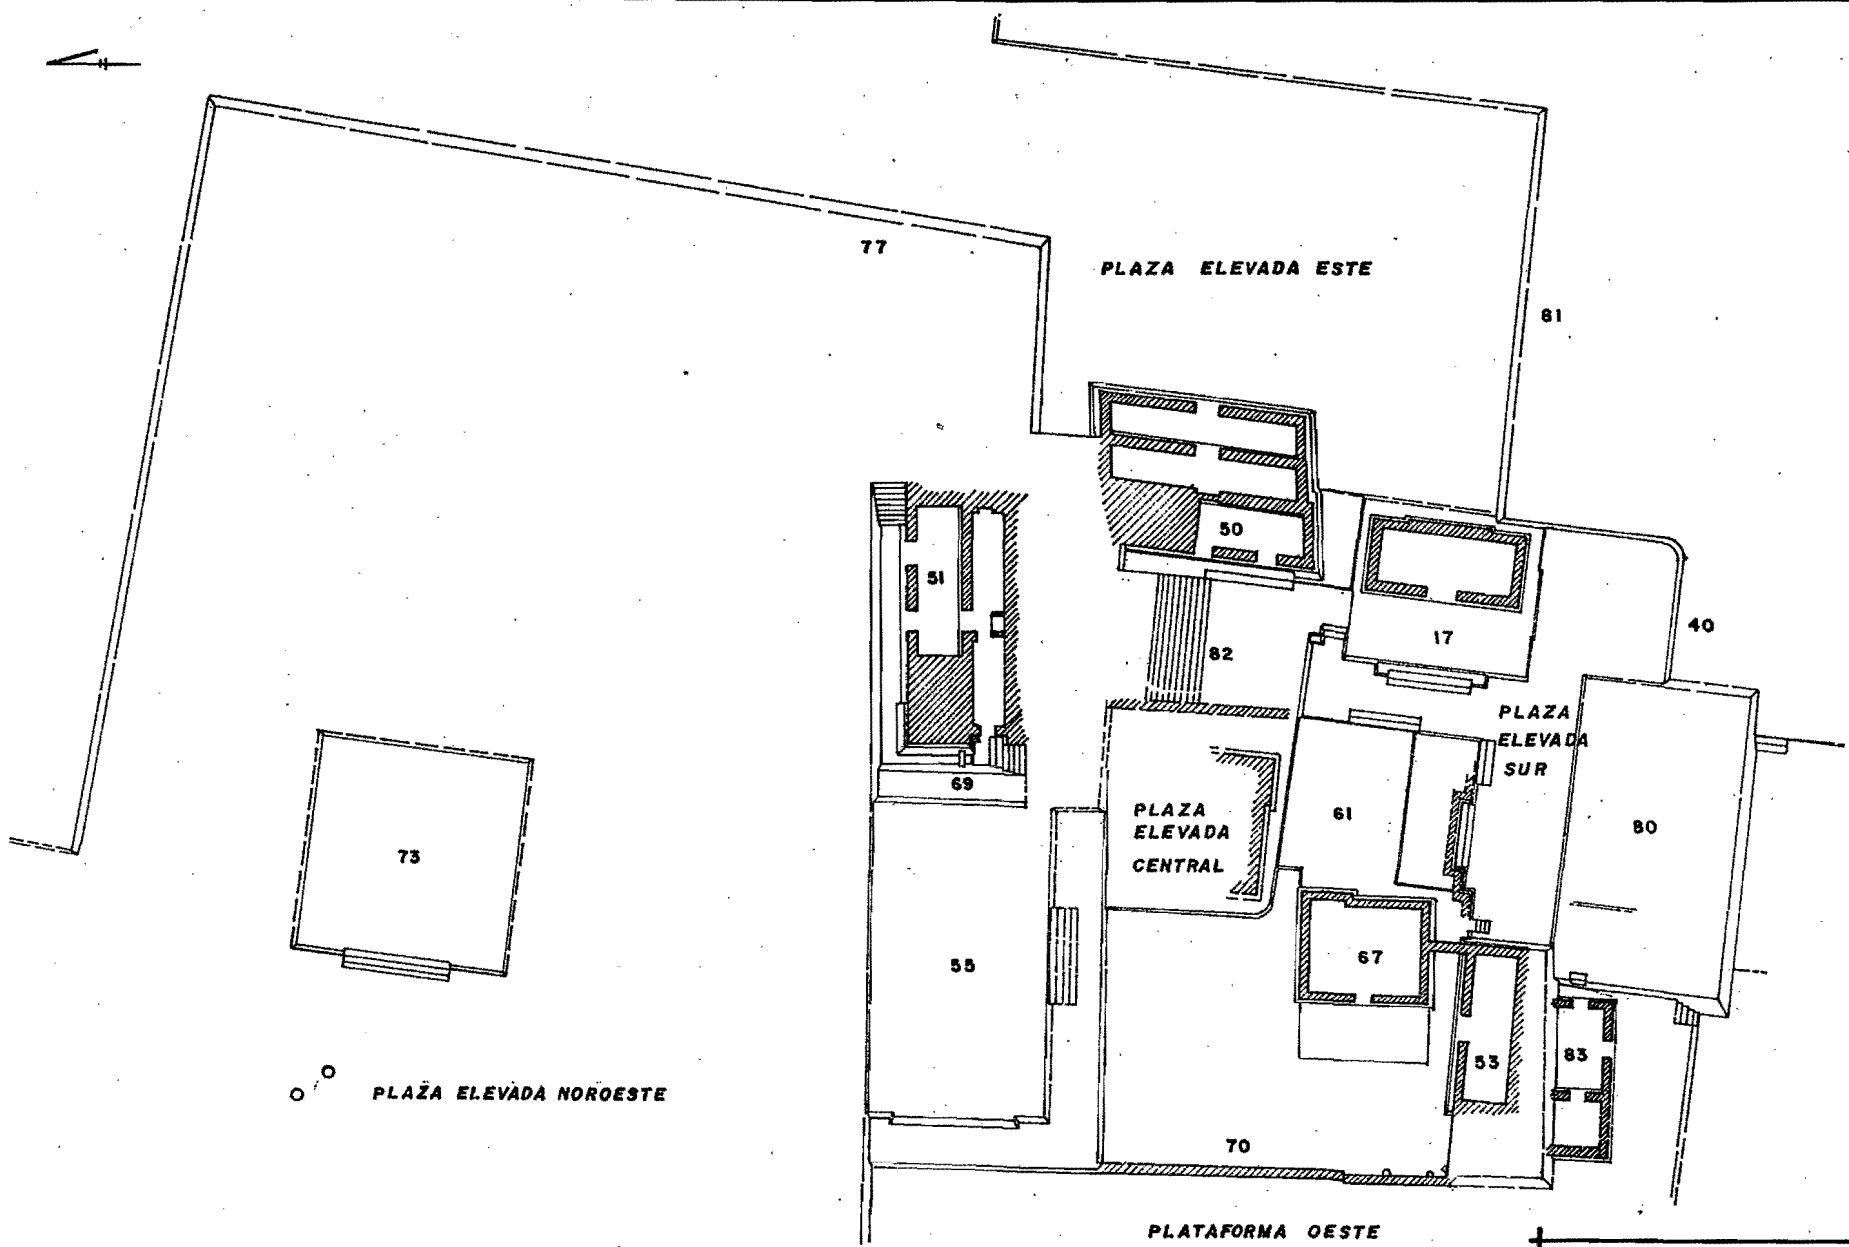 77
PLAZA ELEVADA ESTE
81
50
51
17
40
82
PLAZA
ELEVADA
SUR
69
PLAZA
ELEVADA
CENTRAL
61
80
73
55
67
53
83
PLAZA ELEVADA NOROESTE
70
PLATAFORMA OESTE